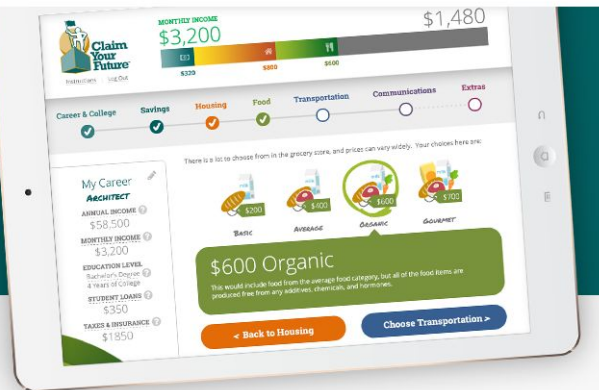 Claim
Your
Future
Instructions Log Out
MONTHLY INCOME
$3,200
$1,480
$320 $800 $600
Career & College Savings Housing Food Transportation Communications Extras
There is a lot to choose from in the grocery store, and prices can vary widely. Your choices here are:
My Career
ARCHITECT
ANNUAL INCOME ?
$58,500
MONTHLY INCOME ?
$3,200
EDUCATION LEVEL
Bachelor's Degree ?
4 Years of College
STUDENT LOANS ?
$350
TAXES & INSURANCE ?
$1850
$200 $400 $600 $700
BASIC AVERAGE ORGANIC GOURMET
$600 Organic
This would include food from the average food category, but all of the food items are
produced free from any additives, chemicals, and hormones.
< Back to Housing
Choose Transportation >